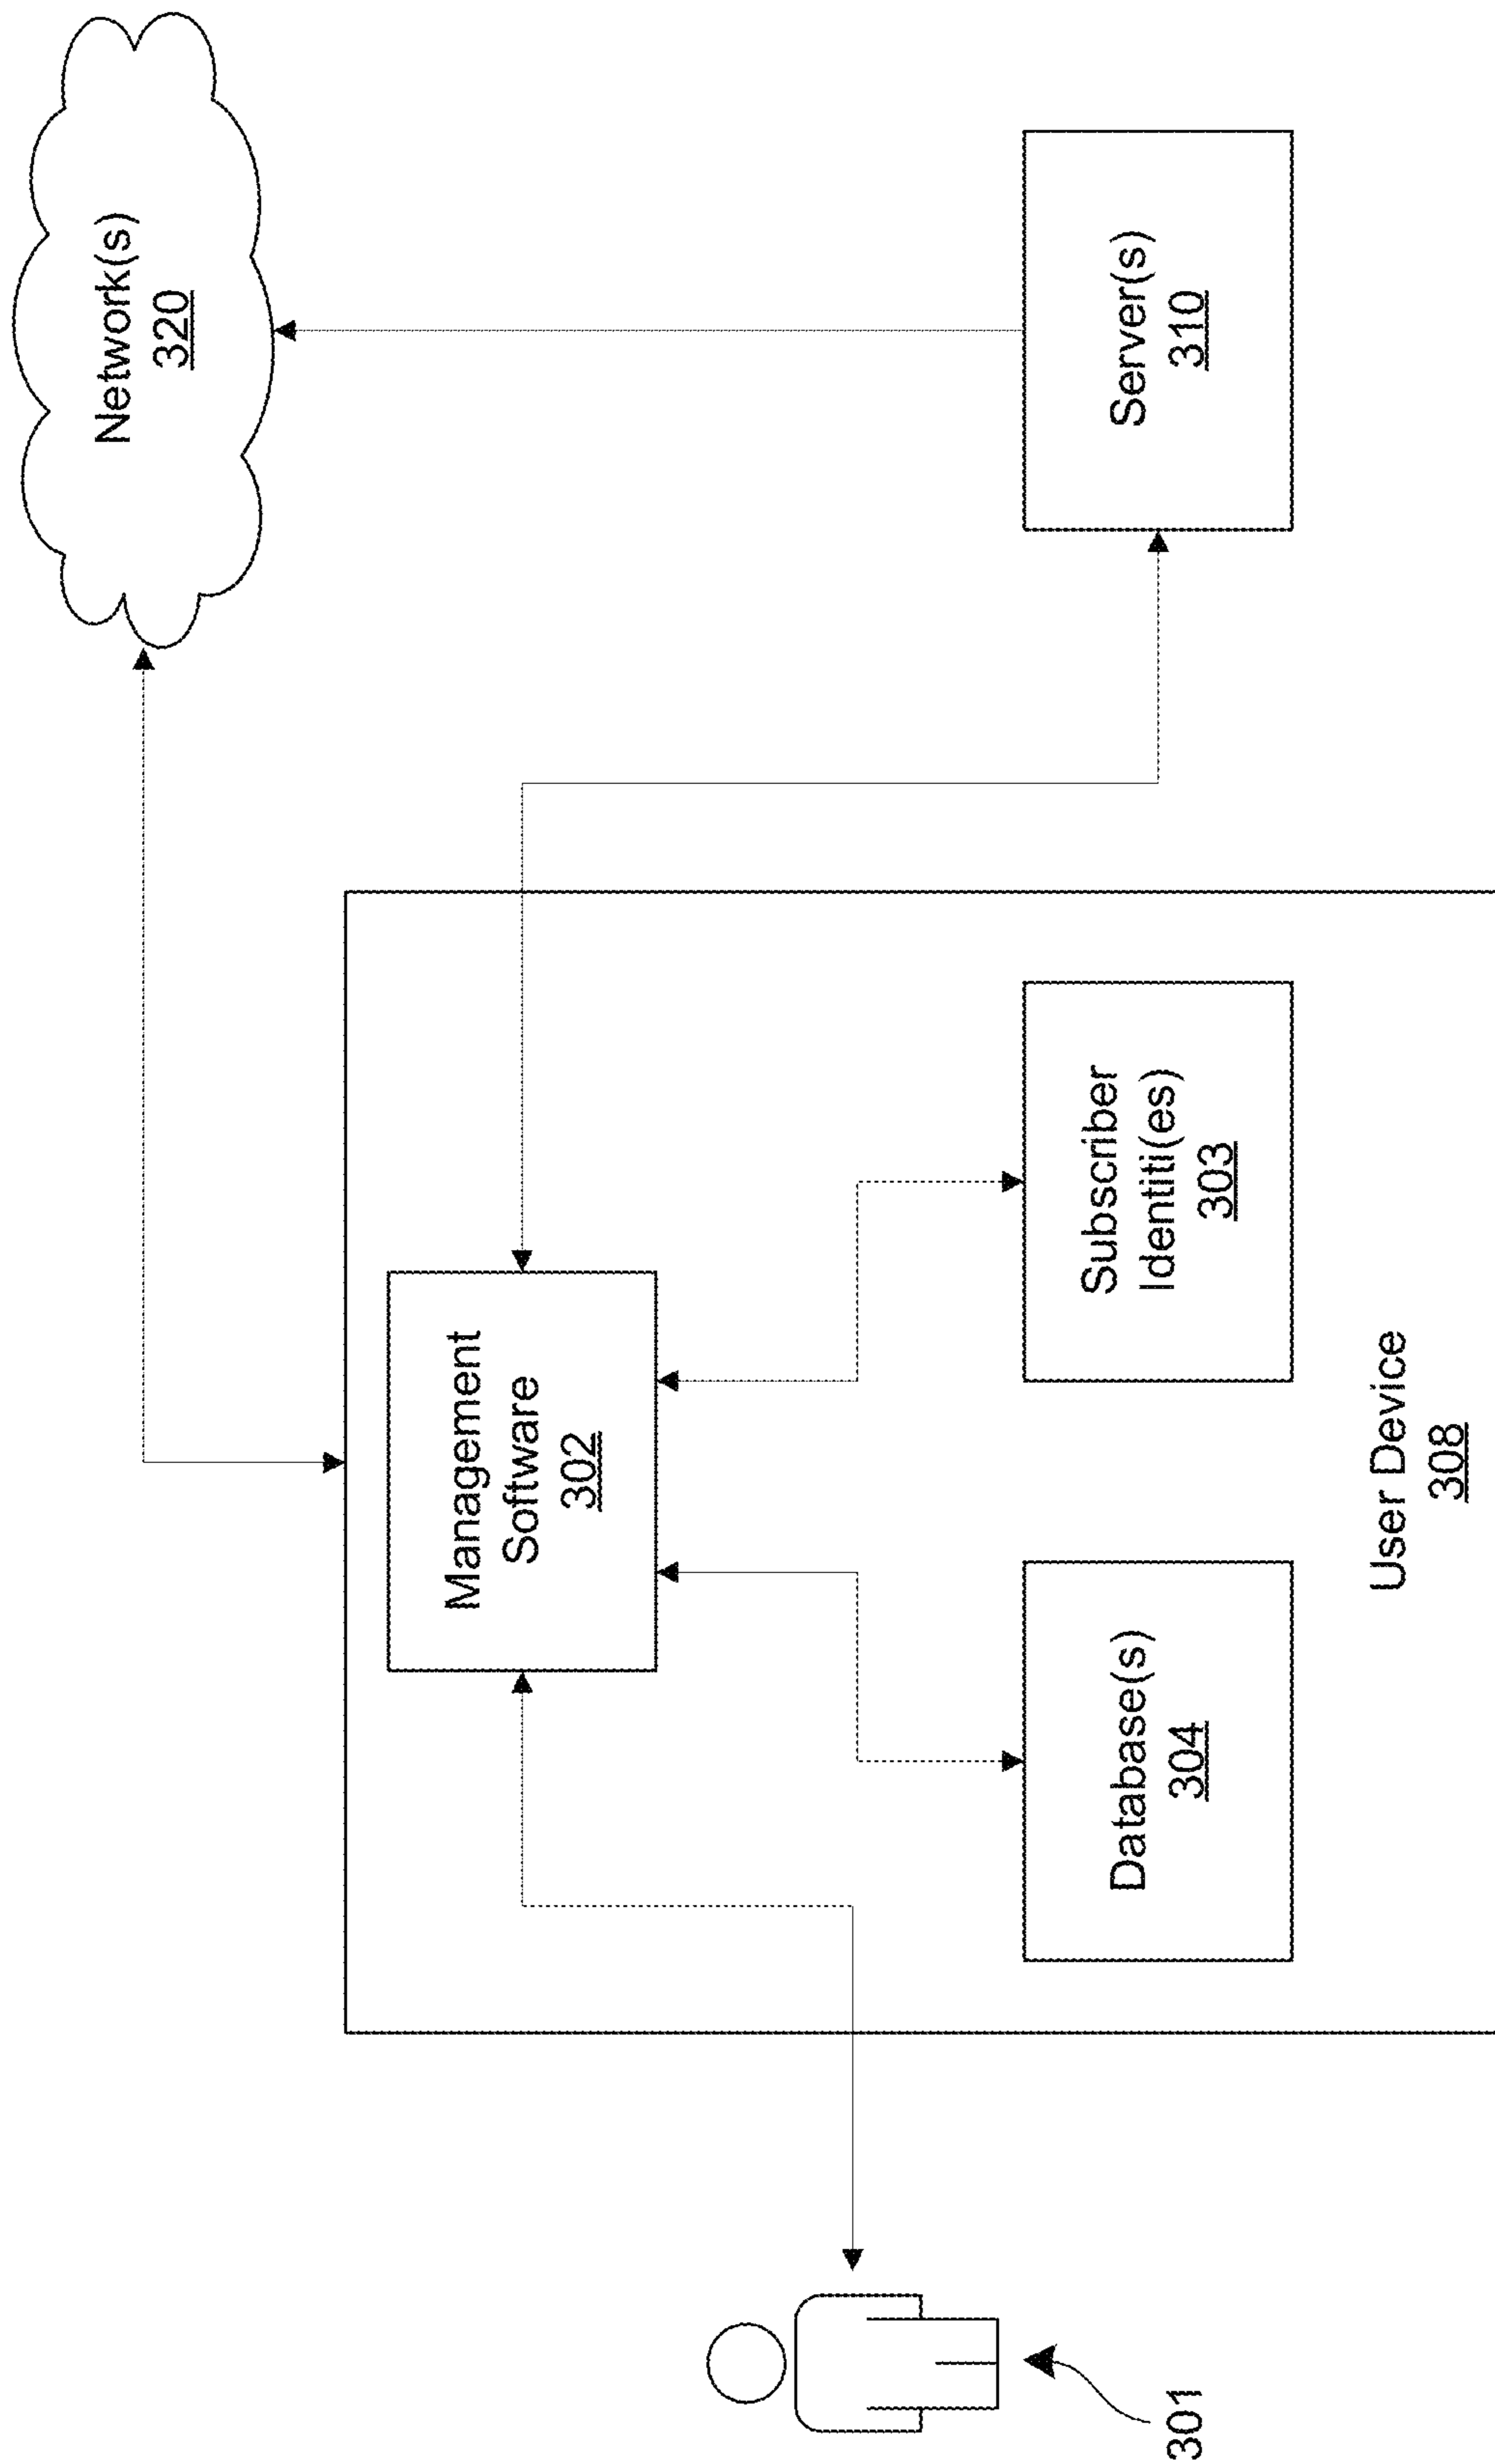 Network(s)
320
Management
Software
302
301
Database(s)
304
Subscriber
Identiti(es)
303
Server(s)
310
User Device
308